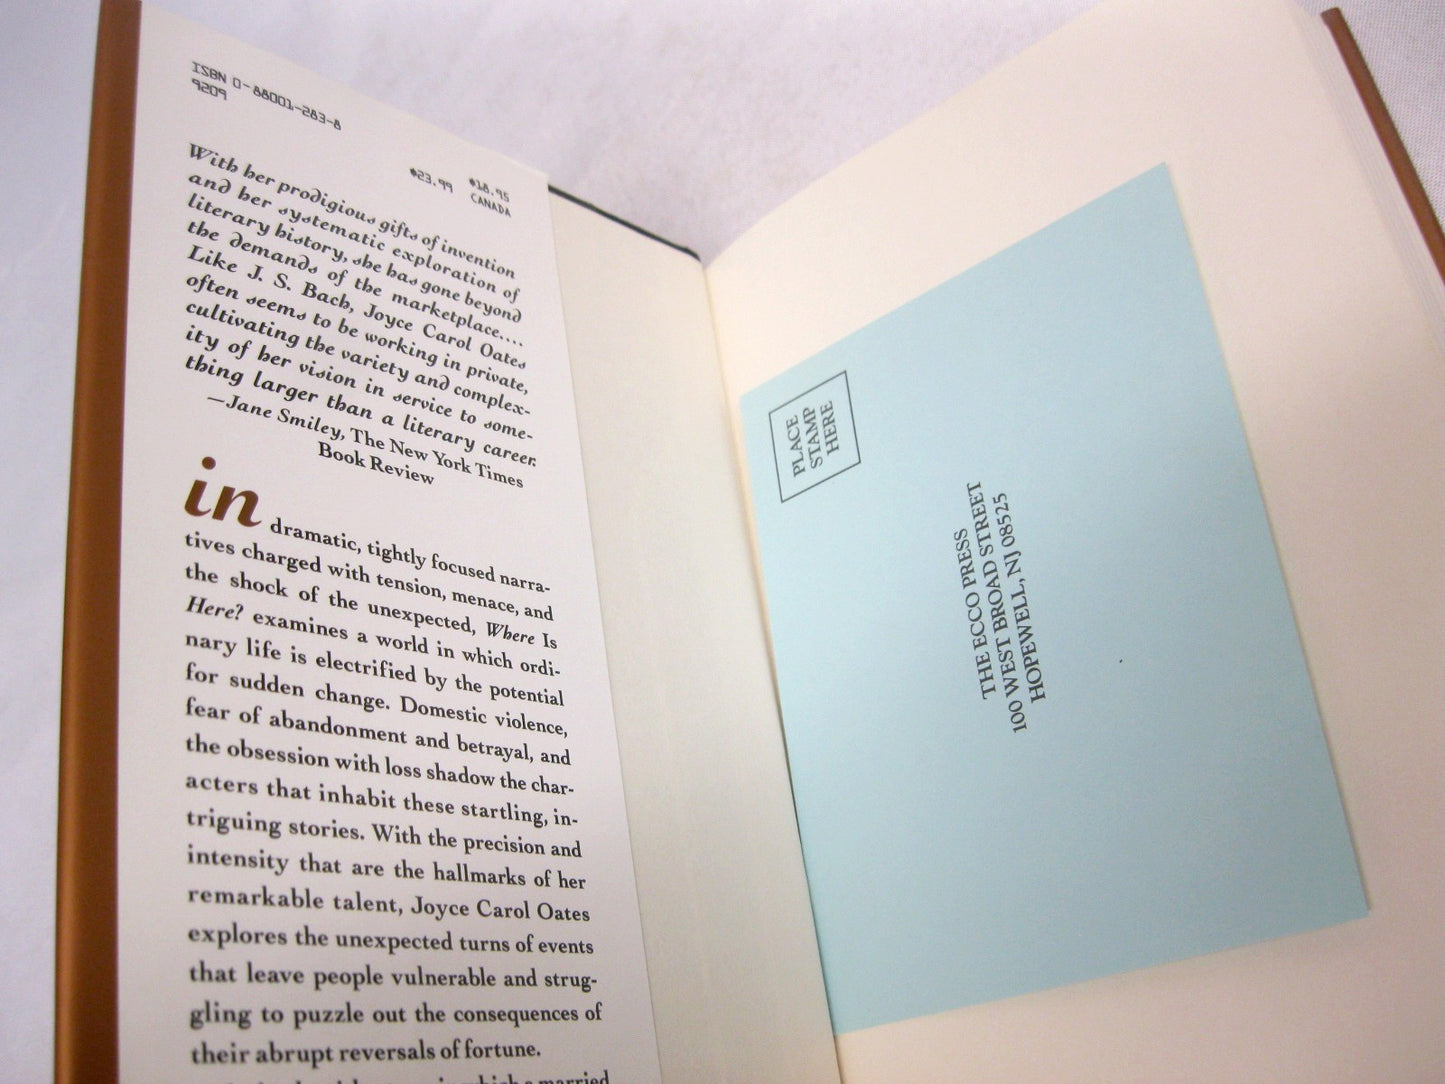 ISBN 0-88001-283-8
9209
$18.95
$23.99 CANADA
With her prodigious gifts of invention
and her systematic exploration of
literary history, she has gone beyond
the demands of the marketplace....
Like J. S. Bach, Joyce Carol Oates
often seems to be working in private,
cultivating the variety and complex-
ity of her vision in service to some-
thing larger than a literary career.
—Jane Smiley, The New York Times
Book Review
in dramatic, tightly focused narra-
tives charged with tension, menace, and
the shock of the unexpected, Where Is
Here? examines a world in which ordi-
nary life is electrified by the potential
for sudden change. Domestic violence,
fear of abandonment and betrayal, and
the obsession with loss shadow the char-
acters that inhabit these startling, in-
triguing stories. With the precision and
intensity that are the hallmarks of her
remarkable talent, Joyce Carol Oates
explores the unexpected turns of events
that leave people vulnerable and strug-
gling to puzzle out the consequences of
their abrupt reversals of fortune.
in which a married
PLACE
STAMP
HERE
THE ECCO PRESS
100 WEST BROAD STREET
HOPEWELL, NJ 08525